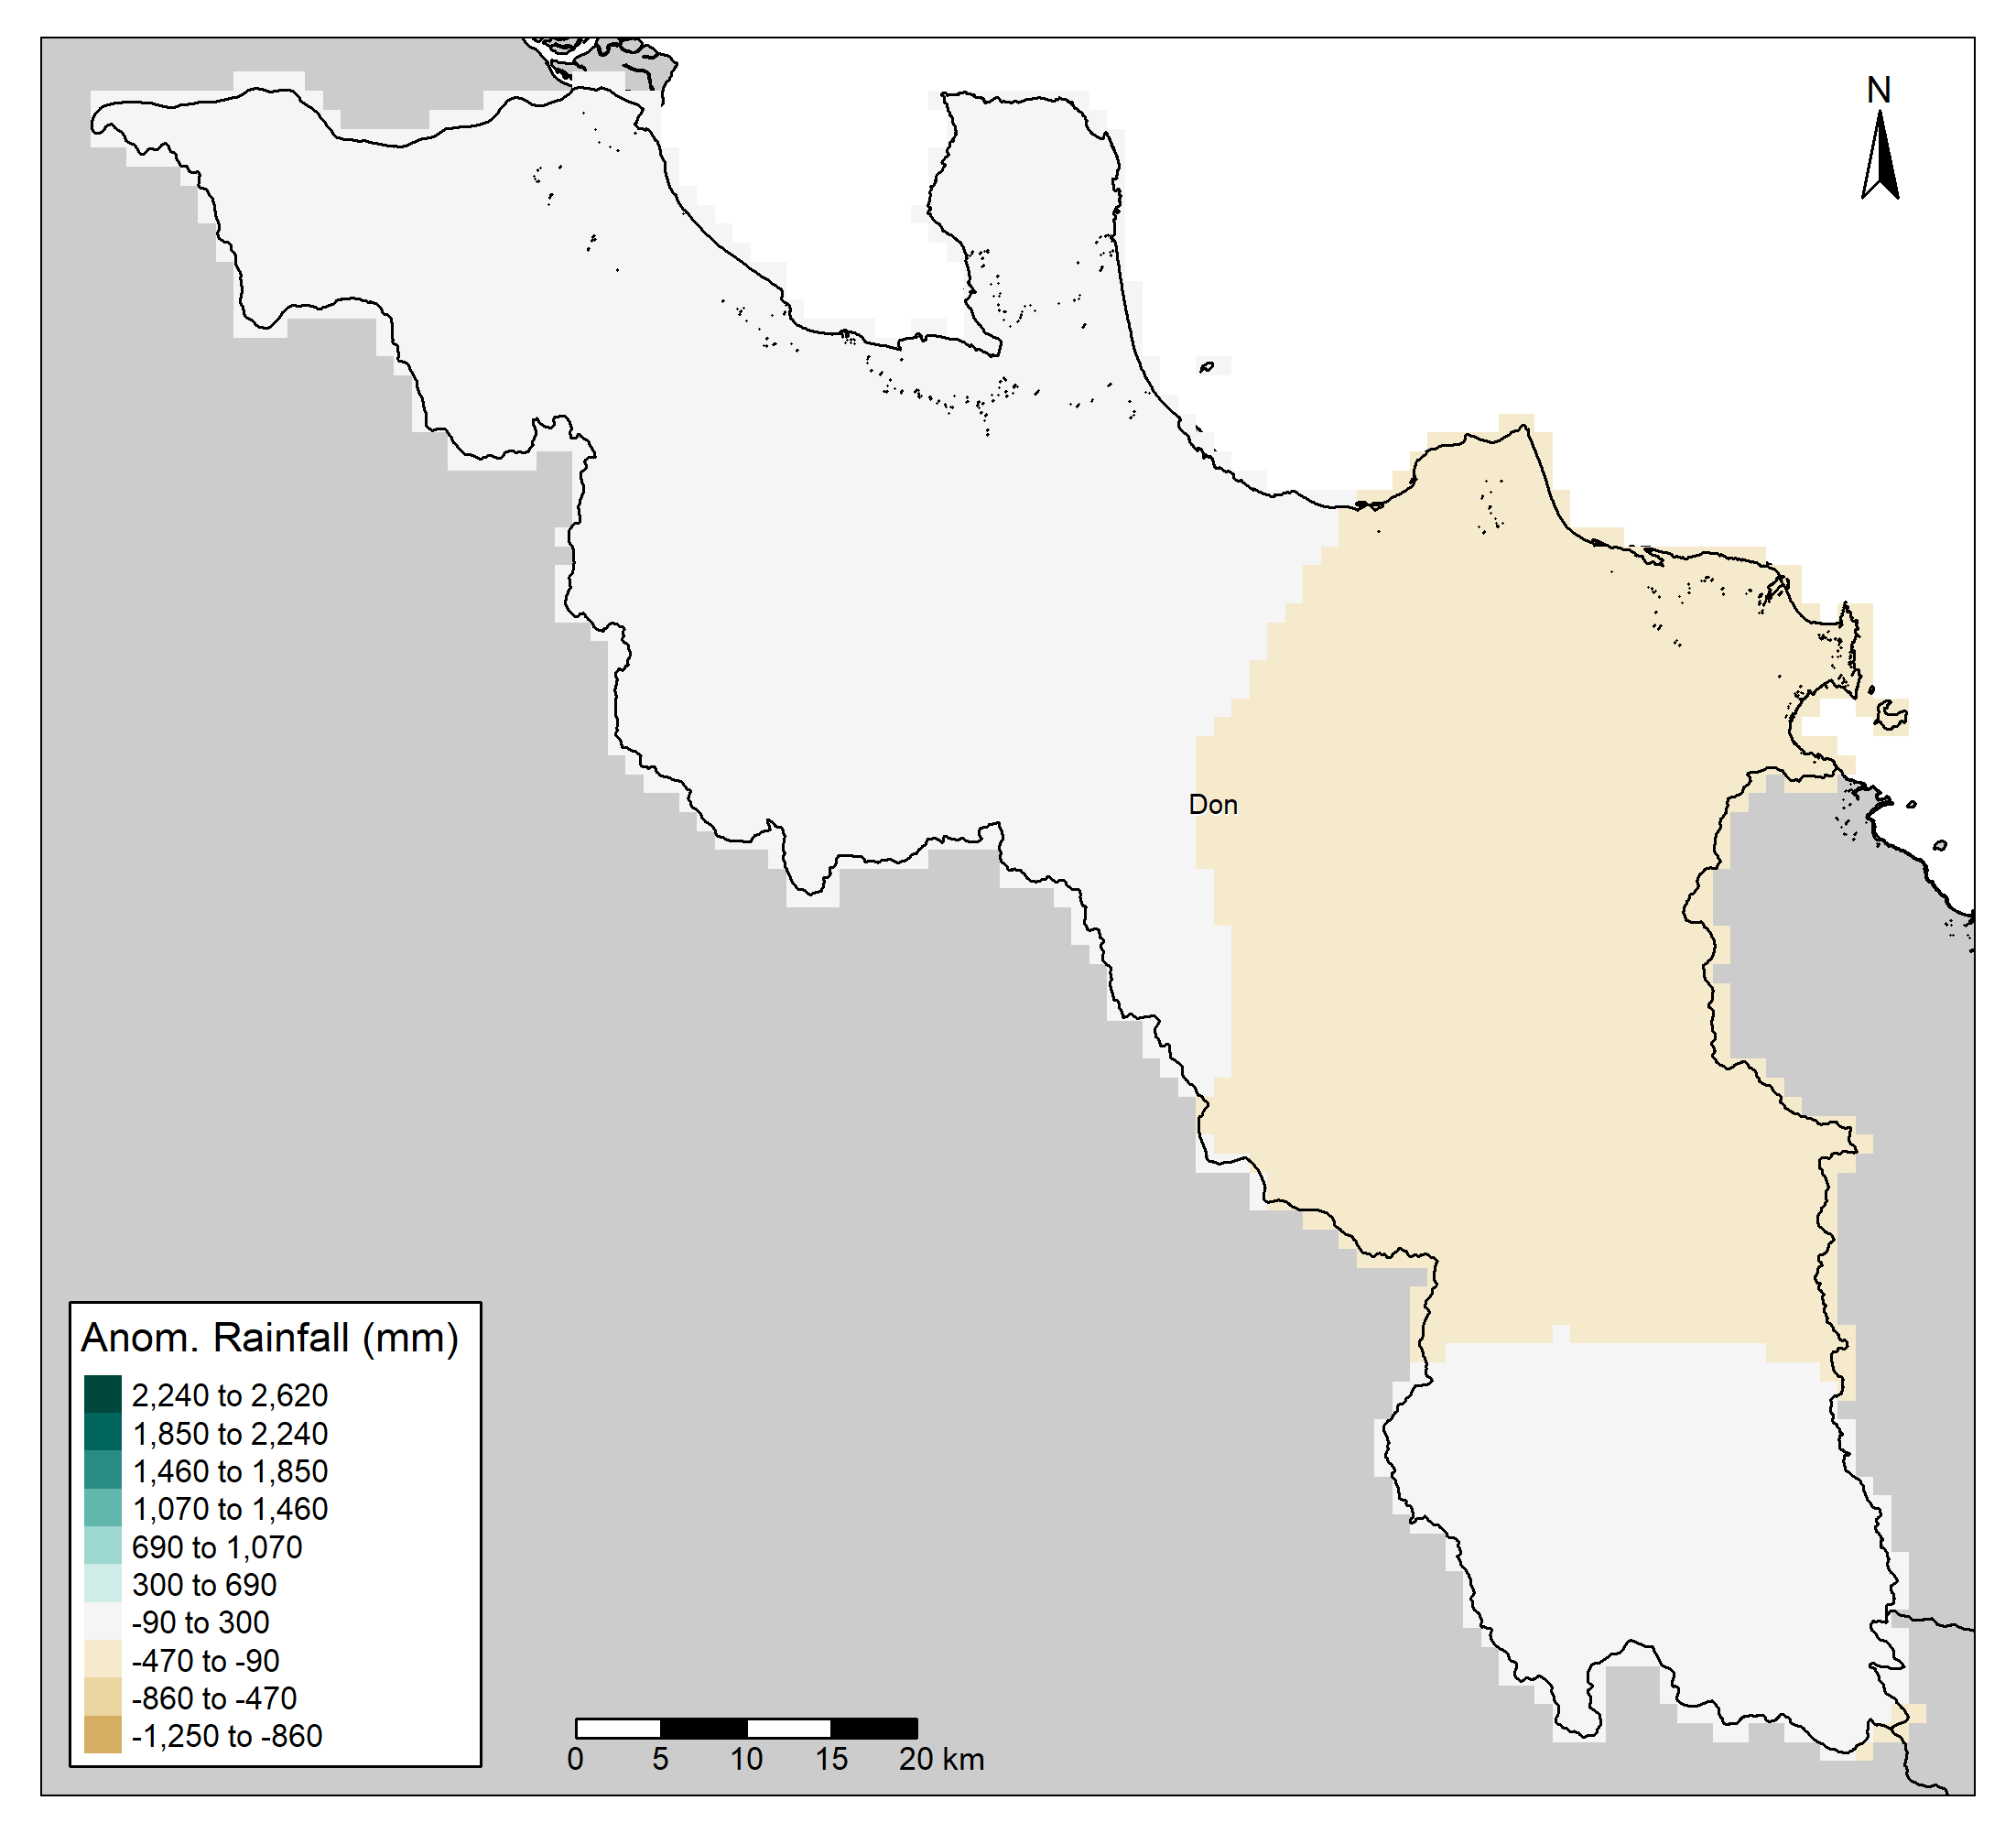 N
Don
Anom. Rainfall (mm)
2,240 to 2,620
1,850 to 2,240
1,460 to 1,850
1,070 to 1,460
690 to 1,070
300 to 690
-90 to 300
-470 to -90
-860 to -470
-1,250 to -860
0 5 10 15 20 km